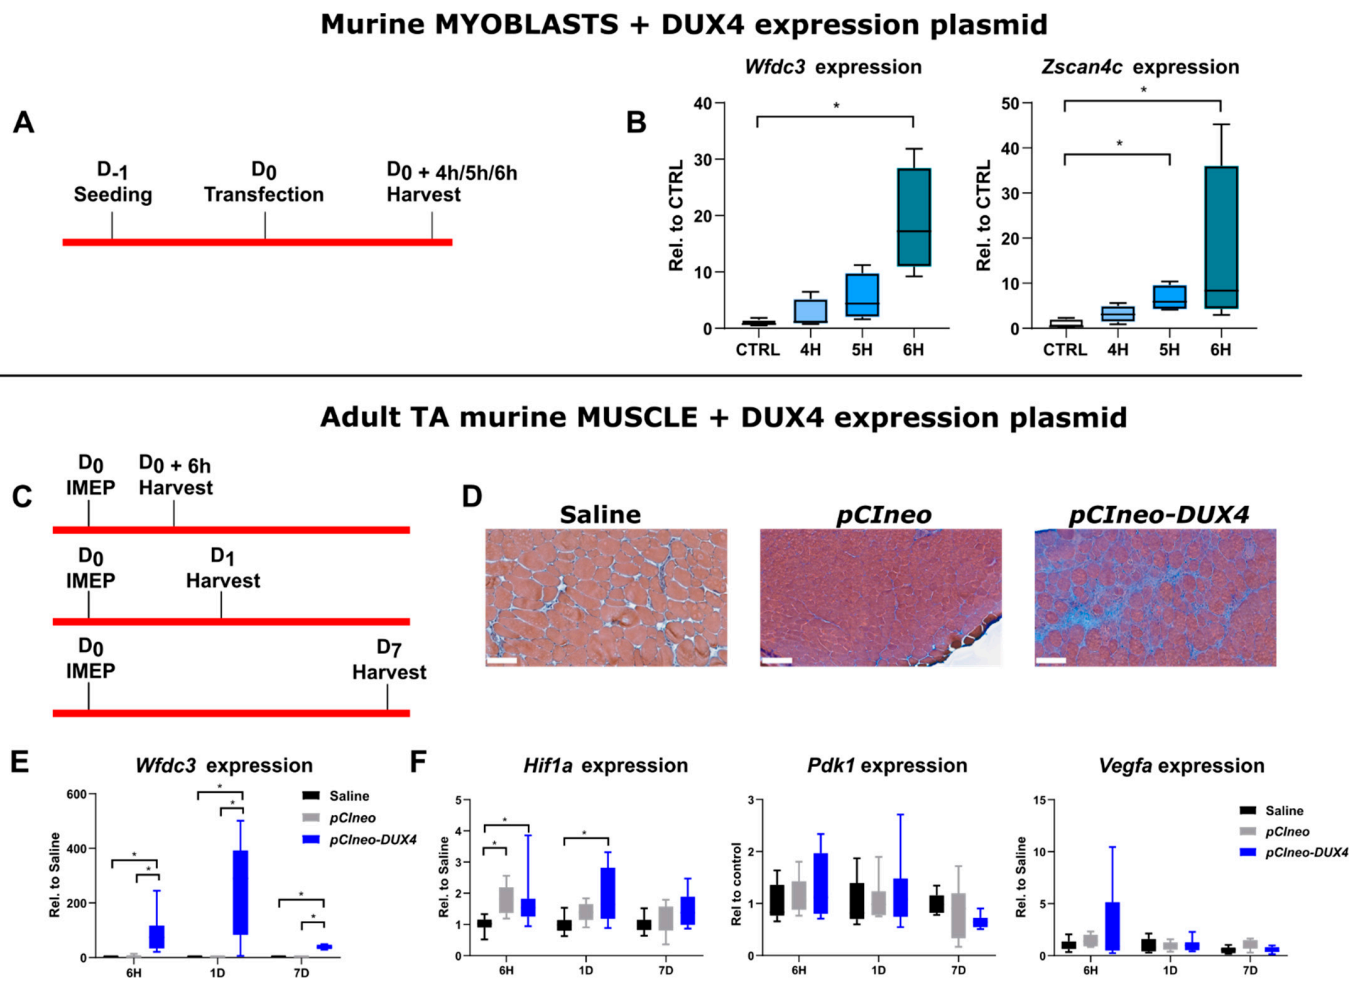 Murine MYOBLASTS + DUX4 expression plasmid
A
D-1
Seeding
D0
Transfection
D0 + 4h/5h/6h
Harvest
B
Wfdc3 expression
Rel. to CTRL
40
30
20
10
0
*
CTRL 4H 5H 6H
Zscan4c expression
Rel. to CTRL
50
40
30
20
10
0
*
*
CTRL 4H 5H 6H
Adult TA murine MUSCLE + DUX4 expression plasmid
C
D0
IMEP
D0 + 6h
Harvest
D0
IMEP
D1
Harvest
D0
IMEP
D7
Harvest
D
Saline
pCIneo
pCIneo-DUX4
E
Wfdc3 expression
Rel. to Saline
600
400
200
0
*
*
*
*
*
*
6H 1D 7D
Saline
pCIneo
pCIneo-DUX4
F
Hif1a expression
Rel. to Saline
5
4
3
2
1
0
*
*
*
6H 1D 7D
Pdk1 expression
Rel to control
3
2
1
0
6H 1D 7D
Vegfa expression
Rel. to Saline
15
10
5
0
6H 1D 7D
Saline
pCIneo
pCIneo-DUX4